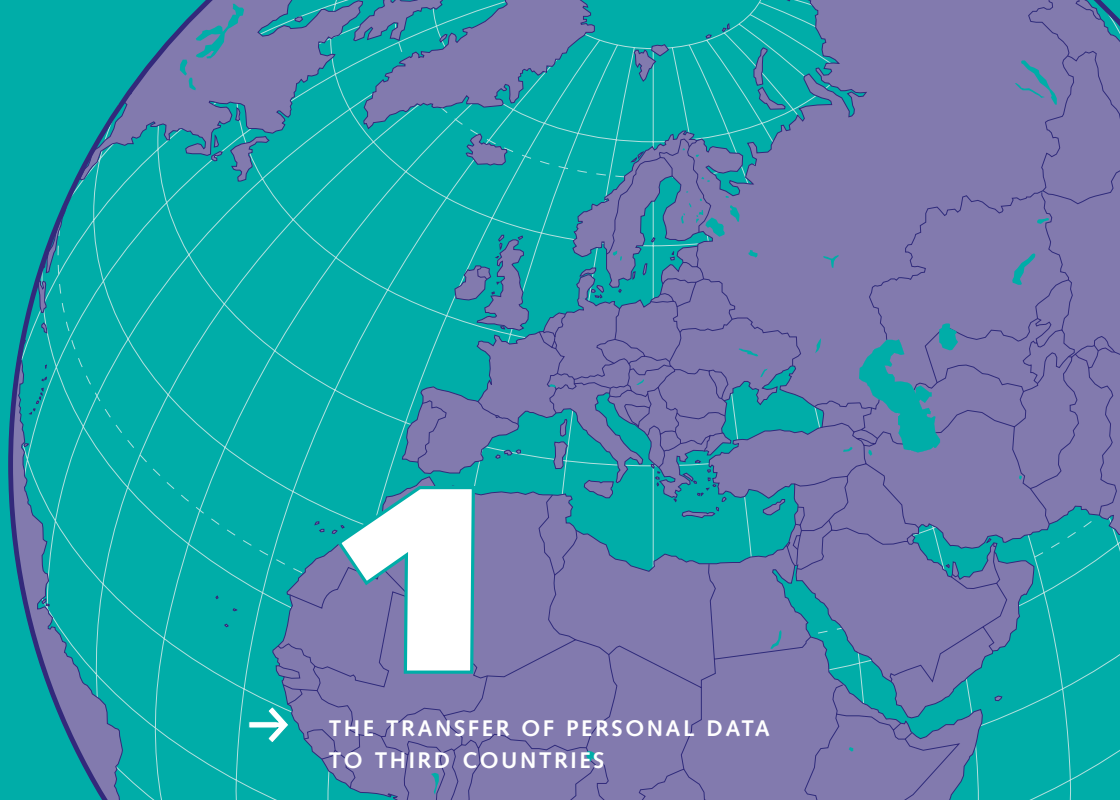 1
THE TRANSFER OF PERSONAL DATA
TO THIRD COUNTRIES